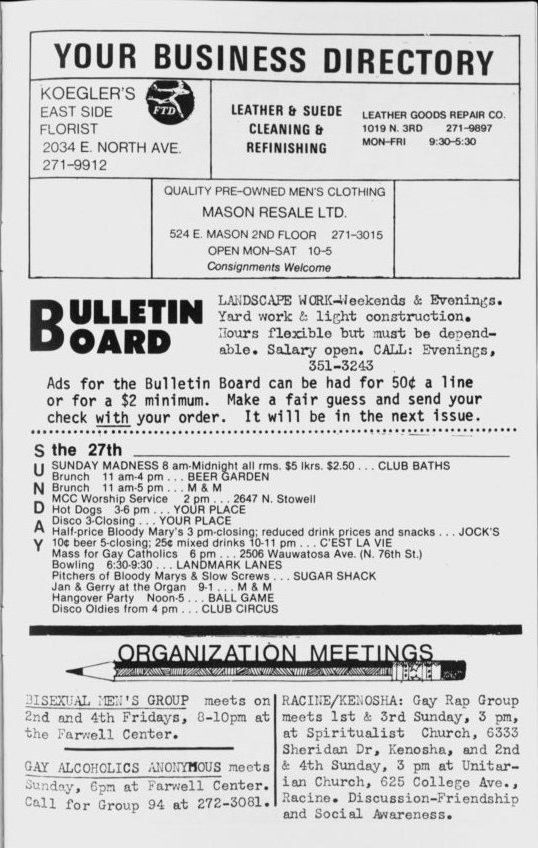 YOUR BUSINESS DIRECTORY
KOEGLER'S
EAST SIDE
FLORIST
FTD
2034 E. NORTH AVE.
271-9912
LEATHER & SUEDE
CLEANING &
REFINISHING
LEATHER GOODS REPAIR CO.
1019 N. 3RD 271-9897
MON-FRI 9:30-5:30
QUALITY PRE-OWNED MEN'S CLOTHING
MASON RESALE LTD.
524 E. MASON 2ND FLOOR 271-3015
OPEN MON-SAT 10-5
Consignments Welcome
BULLETIN
BOARD
LANDSCAPE WORK-Weekends & Evenings.
Yard work & light construction.
Hours flexible but must be depend-
able. Salary open. CALL: Evenings,
351-3243
Ads for the Bulletin Board can be had for 50¢ a line
or for a $2 minimum. Make a fair guess and send your
check with your order. It will be in the next issue.
SUNDAY
the 27th
SUNDAY MADNESS 8 am-Midnight all rms. $5 lkrs. $2.50 . . . CLUB BATHS
Brunch 11 am-4 pm . . . BEER GARDEN
Brunch 11 am-5 pm . . . M & M
MCC Worship Service 2 pm . . . 2647 N. Stowell
Hot Dogs 3-6 pm . . . YOUR PLACE
Disco 3-Closing . . . YOUR PLACE
Half-price Bloody Mary's 3 pm-closing; reduced drink prices and snacks . . . JOCK'S
10¢ beer 5-closing; 25¢ mixed drinks 10-11 pm . . . C'EST LA VIE
Mass for Gay Catholics 6 pm . . . 2506 Wauwatosa Ave. (N. 76th St.)
Bowling 6:30-9:30 . . . LANDMARK LANES
Pitchers of Bloody Marys & Slow Screws . . . SUGAR SHACK
Jan & Gerry at the Organ 9-1 . . . M & M
Hangover Party Noon-5 . . . BALL GAME
Disco Oldies from 4 pm . . . CLUB CIRCUS
ORGANIZATION MEETINGS
BISEXUAL MEN'S GROUP meets on
2nd and 4th Fridays, 8-10pm at
the Farwell Center.
GAY ALCOHOLICS ANONYMOUS meets
Sunday, 6pm at Farwell Center.
Call for Group 94 at 272-3081.
RACINE/KENOSHA: Gay Rap Group
meets 1st & 3rd Sunday, 3 pm,
at Spiritualist Church, 6333
Sheridan Dr, Kenosha, and 2nd
& 4th Sunday, 3 pm at Unitar-
ian Church, 625 College Ave.,
Racine. Discussion-Friendship
and Social Awareness.